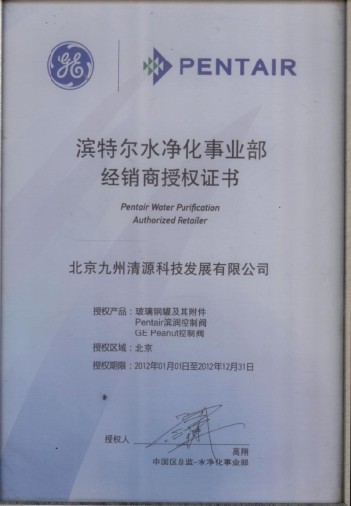 GE
PENTAIR
滨特尔水净化事业部
经销商授权证书
Pentair Water Purification
Authorized Retailer
北京九州清源科技发展有限公司
授权产品：玻璃钢罐及其附件
Pentair滨润控制阀
GE Peanut控制阀
授权区域：北京
授权期限：2012年01月01日至2012年12月31日
授权人
高翔
中国区总监-水净化事业部